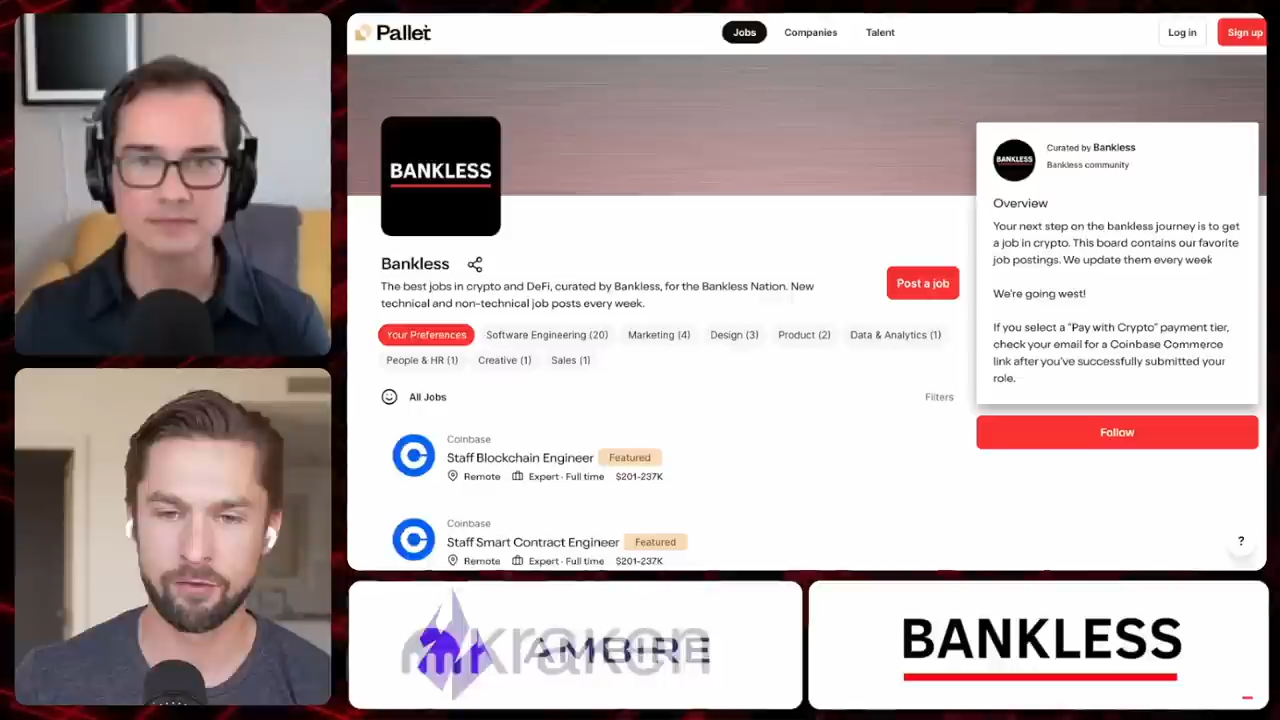 Pallet
Jobs
Companies
Talent
Log in
Sign up
BANKLESS
Bankless
The best jobs in crypto and DeFi, curated by Bankless, for the Bankless Nation. New
technical and non-technical job posts every week.
Post a job
Your Preferences
Software Engineering (20)
Marketing (4)
Design (3)
Product (2)
Data & Analytics (1)
People & HR (1)
Creative (1)
Sales (1)
All Jobs
Filters
Coinbase
Staff Blockchain Engineer
Featured
Remote
Expert · Full time
$201-237K
Coinbase
Staff Smart Contract Engineer
Featured
Remote
Expert · Full time
$201-237K
BANKLESS
Curated by Bankless
Bankless community
Overview
Your next step on the bankless journey is to get
a job in crypto. This board contains our favorite
job postings. We update them every week
We're going west!
If you select a "Pay with Crypto" payment tier,
check your email for a Coinbase Commerce
link after you've successfully submitted your
role.
Follow
?
kraken
AMBIRE
BANKLESS